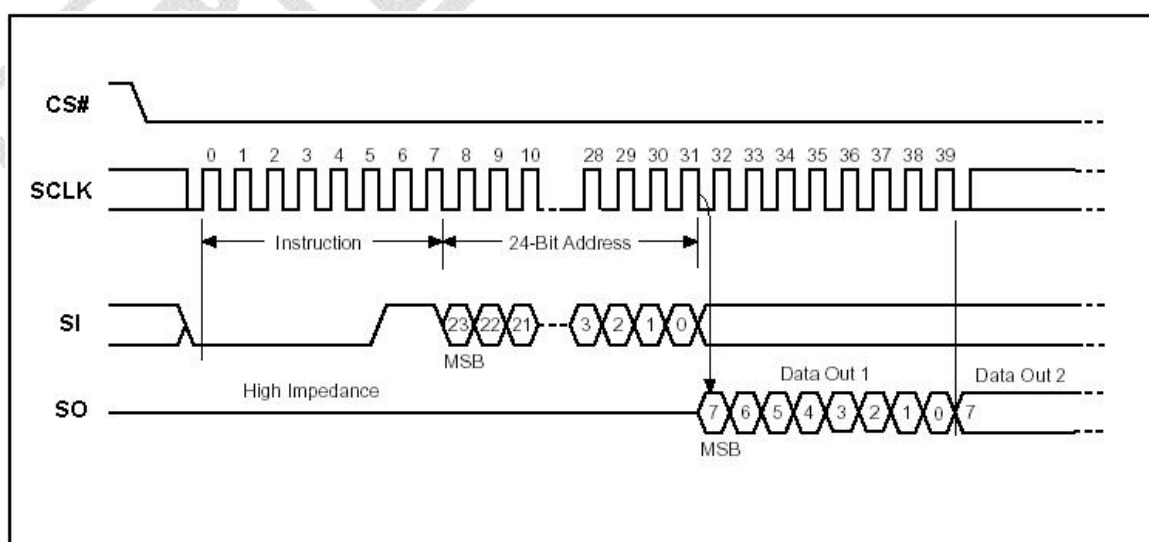 CS#
0 1 2 3 4 5 6 7 8 9 10 28 29 30 31 32 33 34 35 36 37 38 39
SCLK
Instruction 24-Bit Address
SI
23 22 21 3 2 1 0
MSB
High Impedance Data Out 1 Data Out 2
SO
7 6 5 4 3 2 1 0 7
MSB